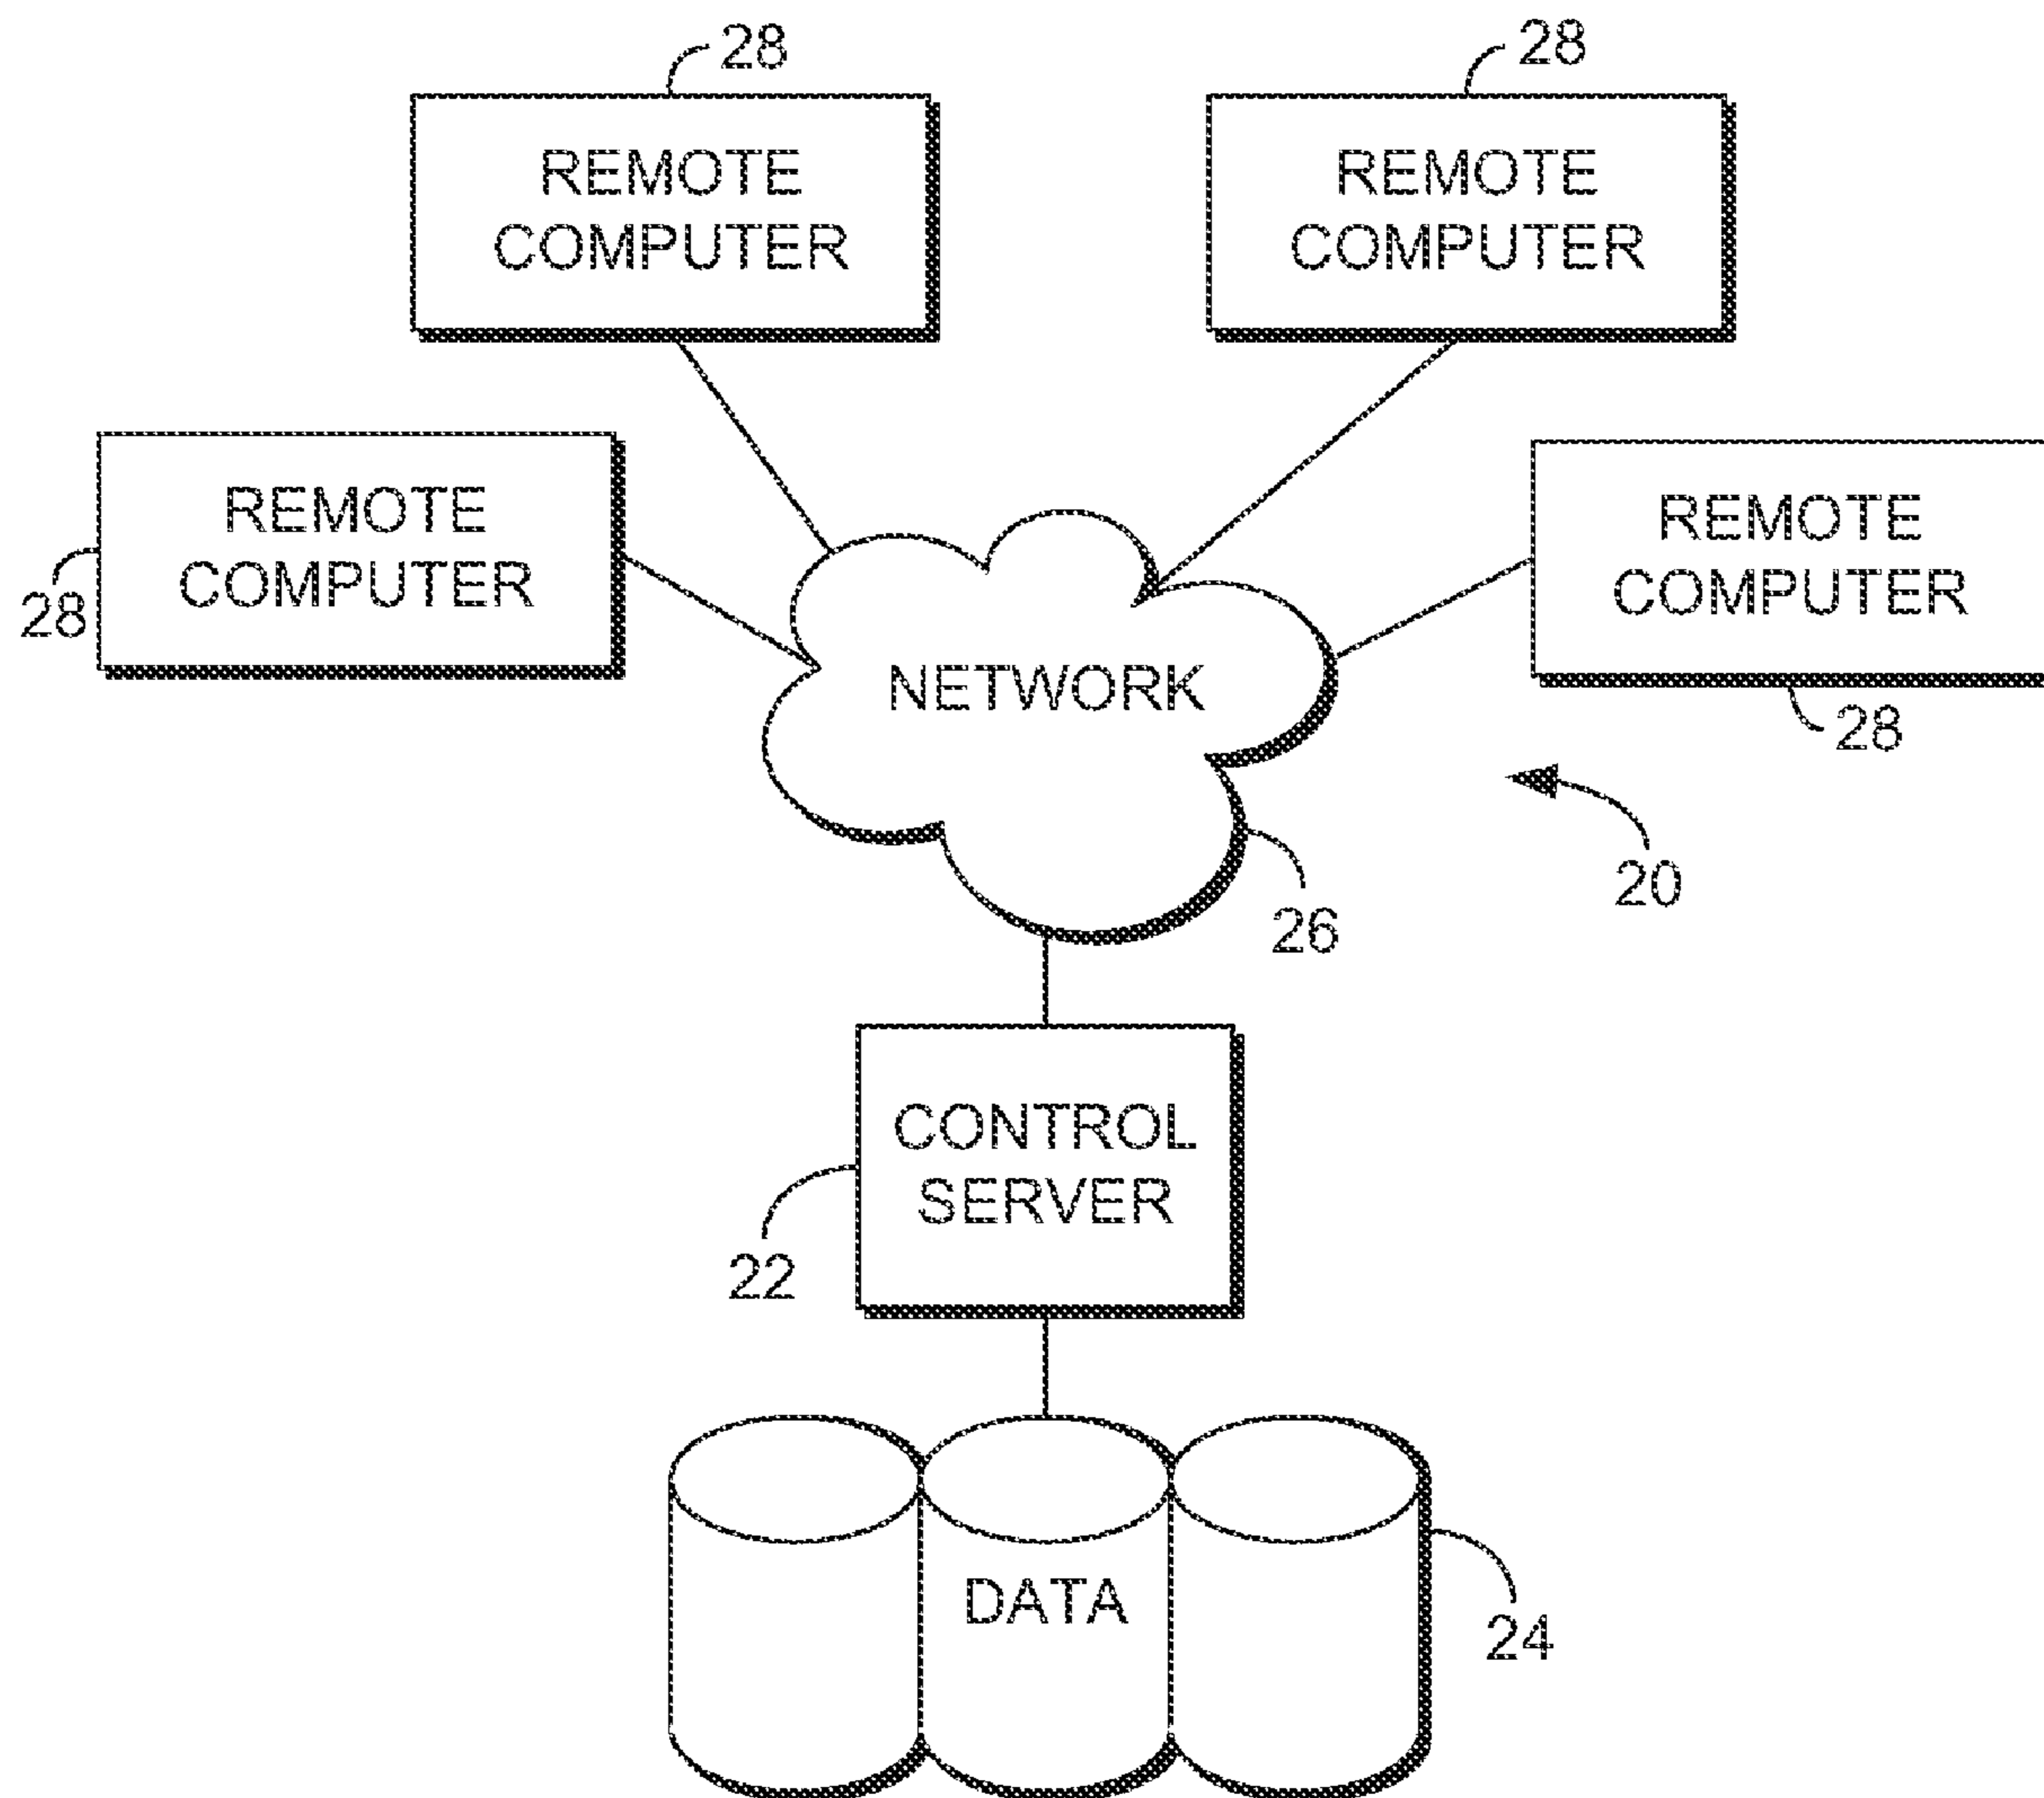 28
28
REMOTE
COMPUTER
REMOTE
COMPUTER
REMOTE
COMPUTER
28
REMOTE
COMPUTER
28
NETWORK
20
26
CONTROL
SERVER
22
DATA
24